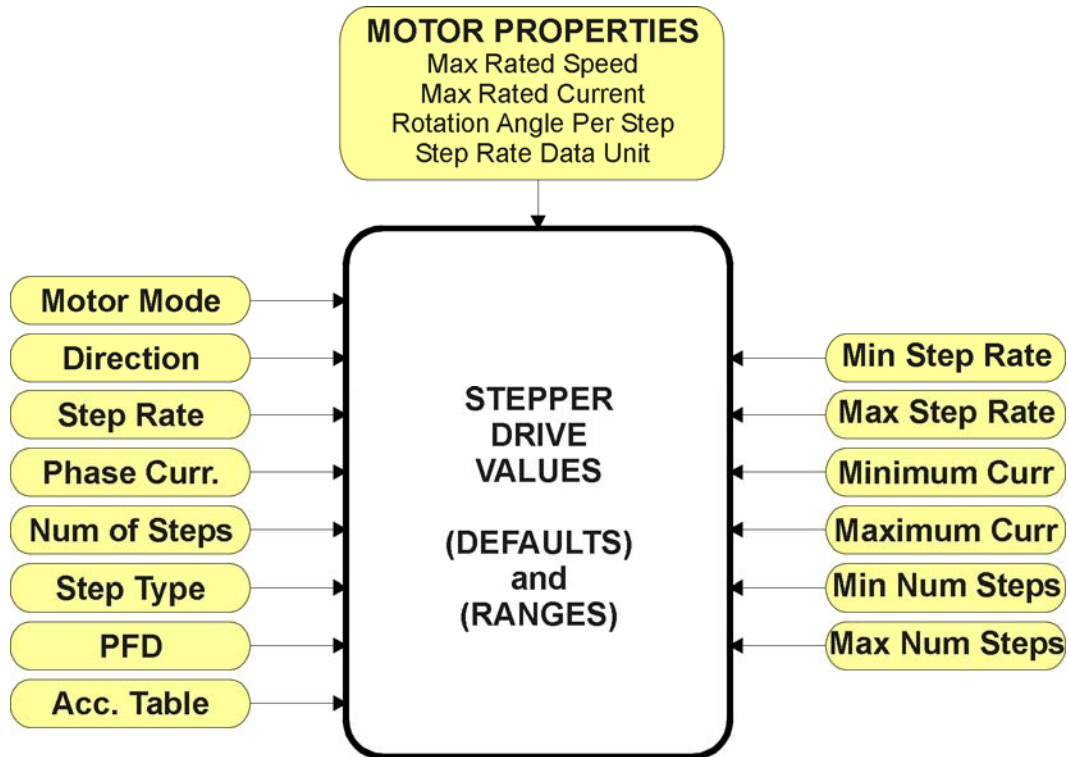 MOTOR PROPERTIES
Max Rated Speed
Max Rated Current
Rotation Angle Per Step
Step Rate Data Unit
Motor Mode
Direction
Step Rate
Phase Curr.
Num of Steps
Step Type
PFD
Acc. Table
STEPPER
DRIVE
VALUES
(DEFAULTS)
and
(RANGES)
Min Step Rate
Max Step Rate
Minimum Curr
Maximum Curr
Min Num Steps
Max Num Steps